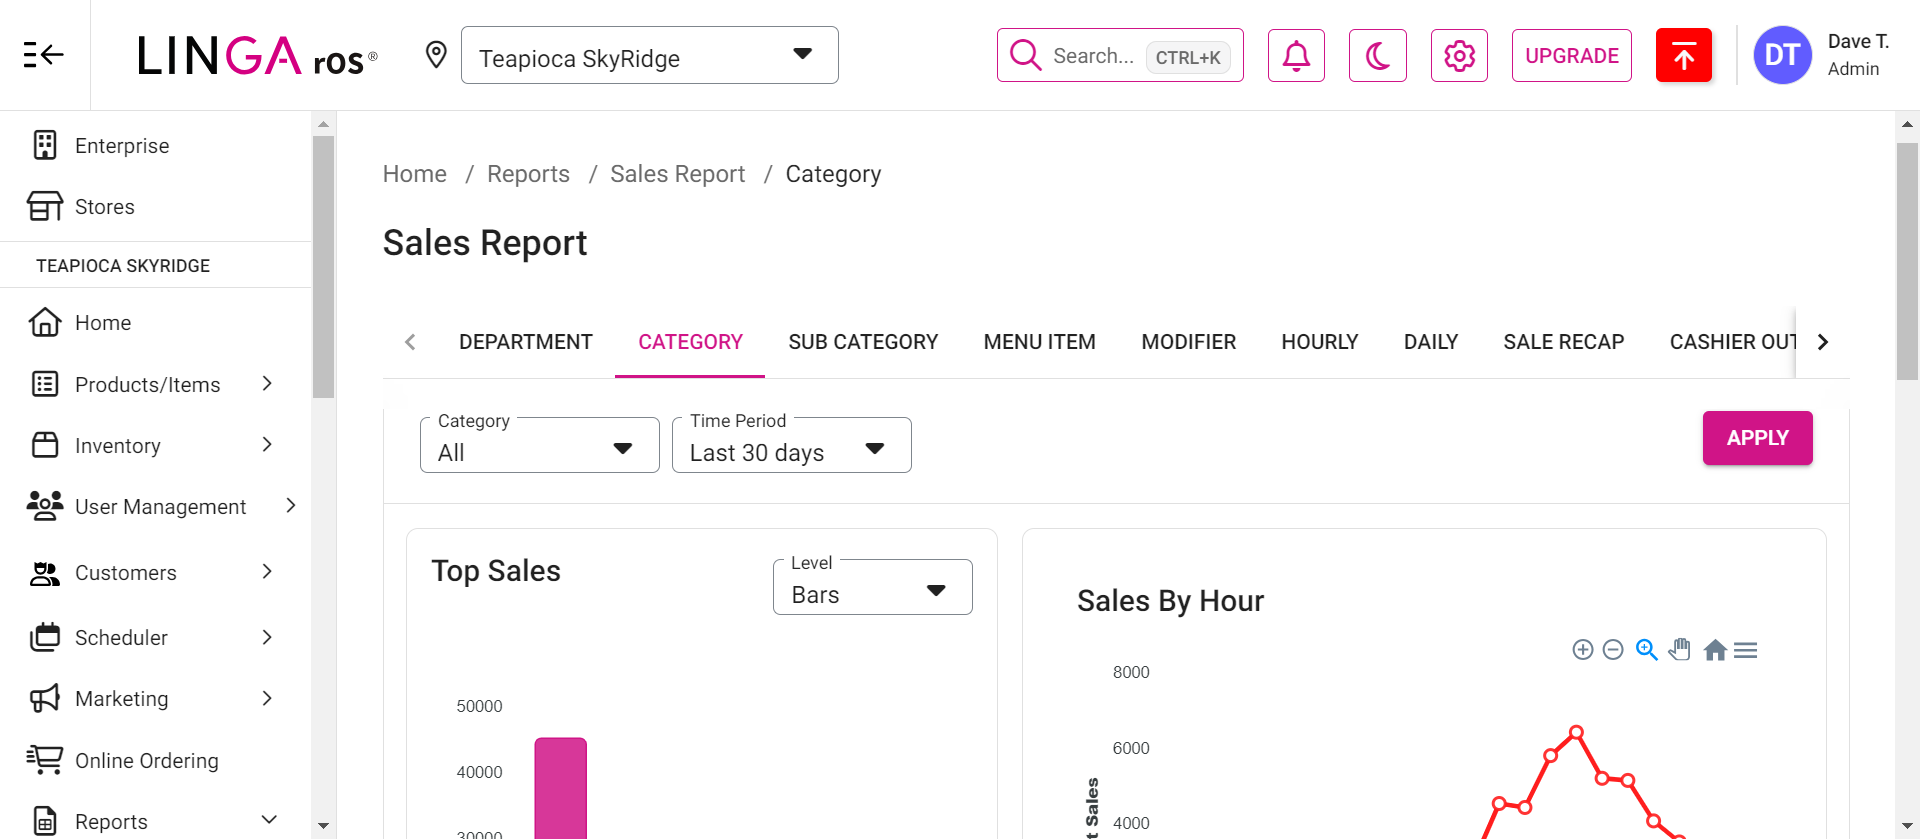 LINGA ros®
Teapioca SkyRidge
Search... CTRL+K
UPGRADE
DT
Dave T.
Admin
Enterprise
Stores
TEAPIOCA SKYRIDGE
Home
Products/Items
Inventory
User Management
Customers
Scheduler
Marketing
Online Ordering
Reports
Home / Reports / Sales Report / Category
Sales Report
DEPARTMENT CATEGORY SUB CATEGORY MENU ITEM MODIFIER HOURLY DAILY SALE RECAP CASHIER OUT
Category
All
Time Period
Last 30 days
APPLY
Top Sales
Level
Bars
50000
40000
30000
Sales By Hour
8000
6000
4000
t Sales